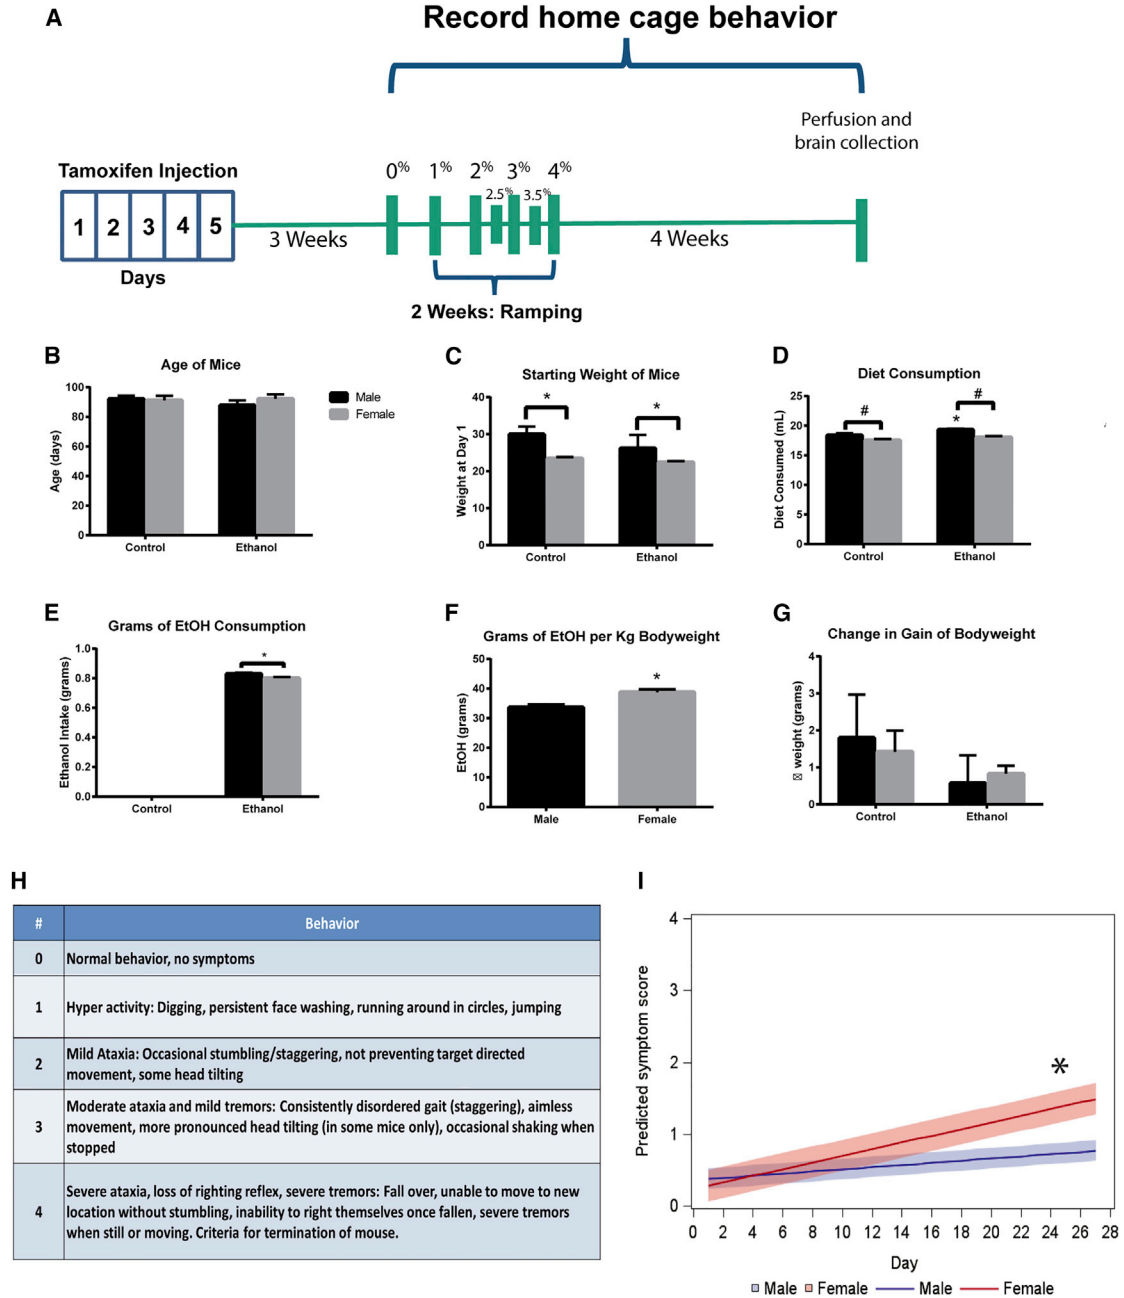 A
Record home cage behavior
Perfusion and
brain collection
Tamoxifen Injection
0% 1% 2% 3% 4%
2.5% 3.5%
1 2 3 4 5
3 Weeks
4 Weeks
Days
2 Weeks: Ramping
B
Age of Mice
Age (days)
100
80
60
40
20
0
Control Ethanol
Male
Female
C
Starting Weight of Mice
Weight at Day 1
40
30
20
10
0
* *
Control Ethanol
D
Diet Consumption
Diet Consumed (mL)
25
20
15
10
5
0
# * #
Control Ethanol
E
Grams of EtOH Consumption
Ethanol Intake (grams)
1.0
0.8
0.6
0.4
0.2
0.0
*
Control Ethanol
F
Grams of EtOH per Kg Bodyweight
EtOH (grams)
50
40
30
20
10
0
*
Male Female
G
Change in Gain of Bodyweight
weight (grams)
4
3
2
1
0
Control Ethanol
H
# Behavior
0 Normal behavior, no symptoms
1 Hyper activity: Digging, persistent face washing, running around in circles, jumping
2 Mild Ataxia: Occasional stumbling/staggering, not preventing target directed
movement, some head tilting
3 Moderate ataxia and mild tremors: Consistently disordered gait (staggering), aimless
movement, more pronounced head tilting (in some mice only), occasional shaking when
stopped
4 Severe ataxia, loss of righting reflex, severe tremors: Fall over, unable to move to new
location without stumbling, inability to right themselves once fallen, severe tremors
when still or moving. Criteria for termination of mouse.
I
Predicted symptom score
4
3
2
1
0
*
0 2 4 6 8 10 12 14 16 18 20 22 24 26 28
Day
Male Female Male Female